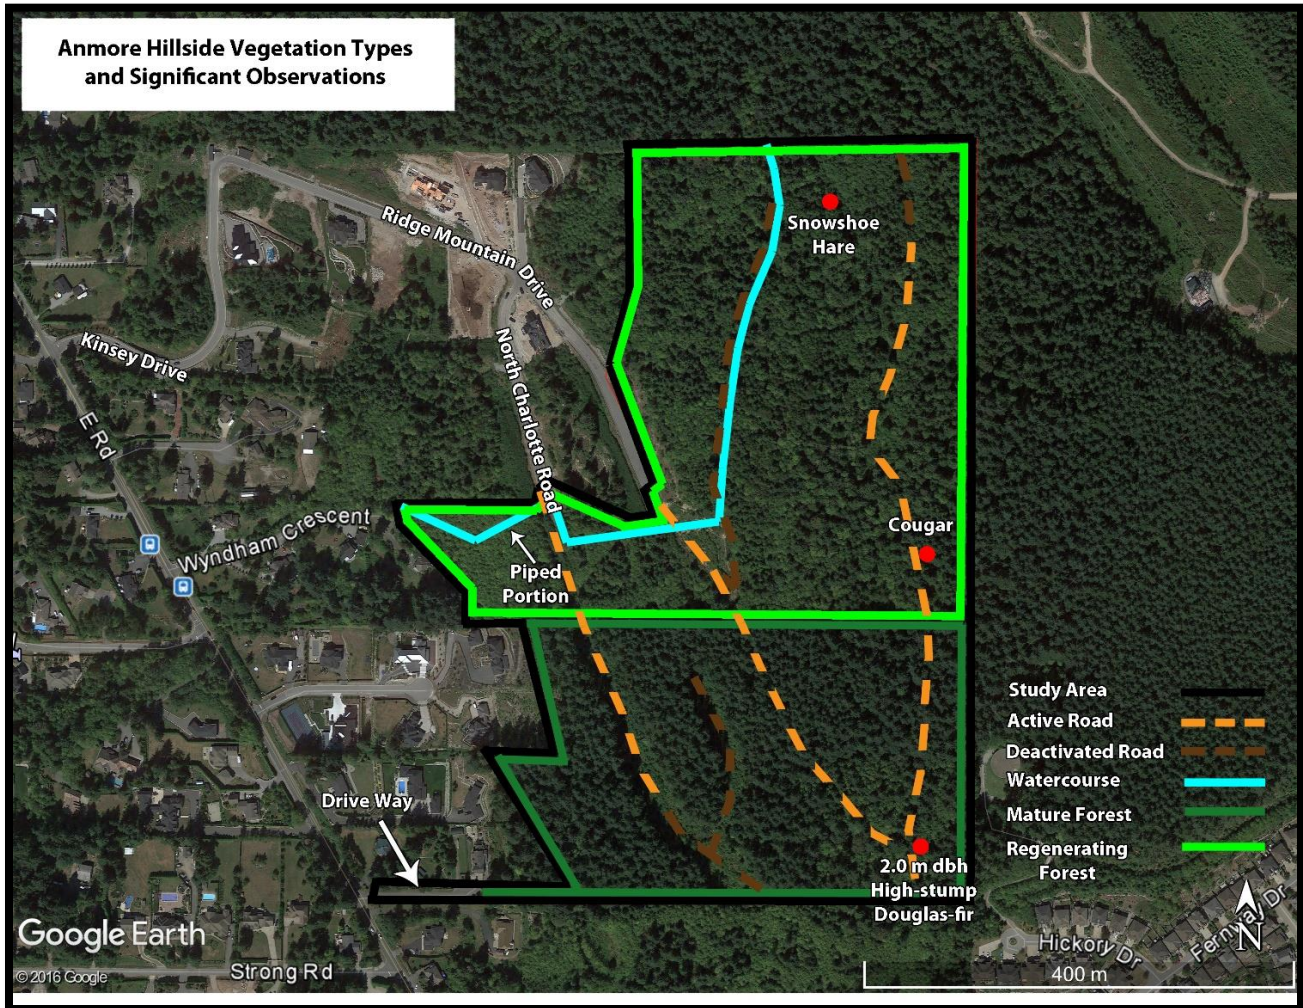 Anmore Hillside Vegetation Types
and Significant Observations
Ridge Mountain Drive
Snowshoe
Hare
Kinsey Drive
North Charlotte Road
E Rd
Wyndham Crescent
Cougar
Piped
Portion
Study Area
Active Road
Deactivated Road
Watercourse
Mature Forest
Regenerating
Forest
Drive Way
2.0 m dbh
High-stump
Douglas-fir
Google Earth
© 2016 Google
Strong Rd
Hickory Dr
Fernway Dr
N
400 m